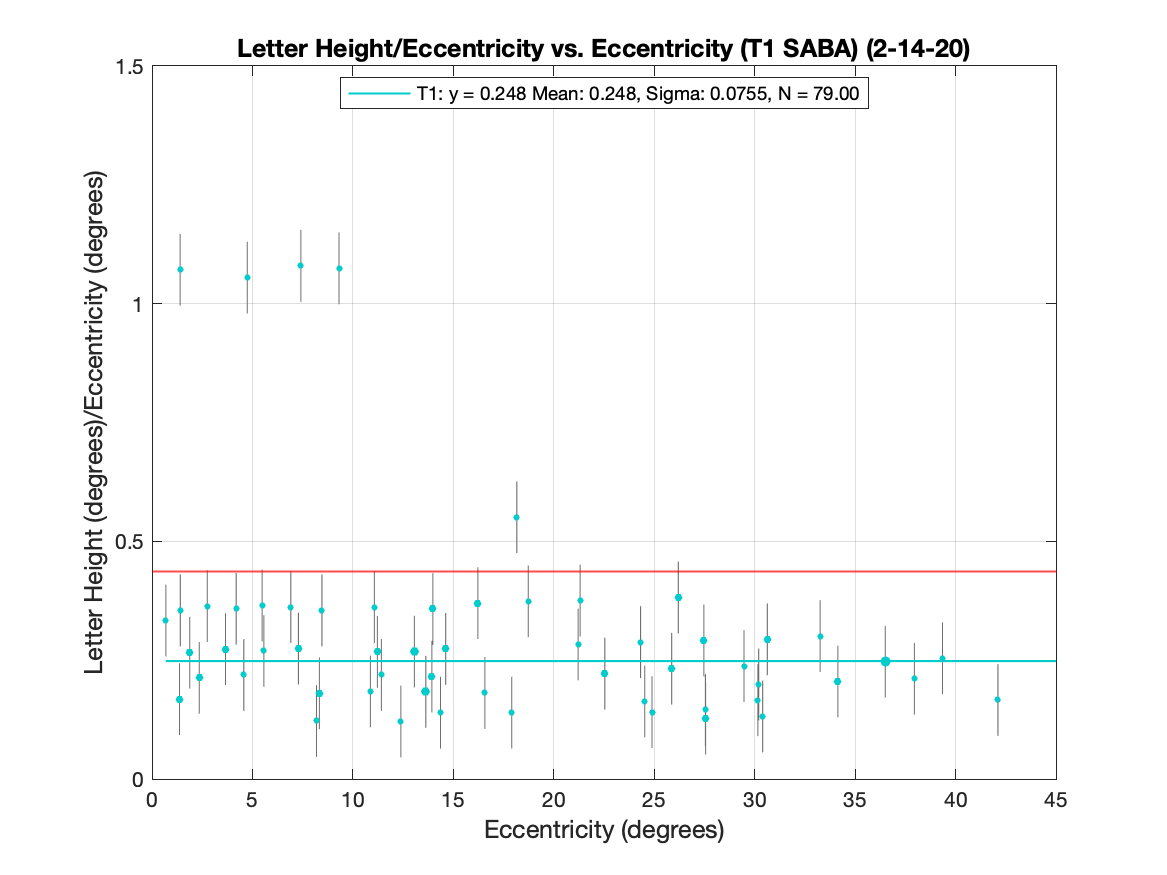 Letter Height/Eccentricity vs. Eccentricity (T1 SABA) (2-14-20)
T1: y = 0.248 Mean: 0.248, Sigma: 0.0755, N = 79.00
Letter Height (degrees)/Eccentricity (degrees)
1.5
1
0.5
0
0 5 10 15 20 25 30 35 40 45
Eccentricity (degrees)